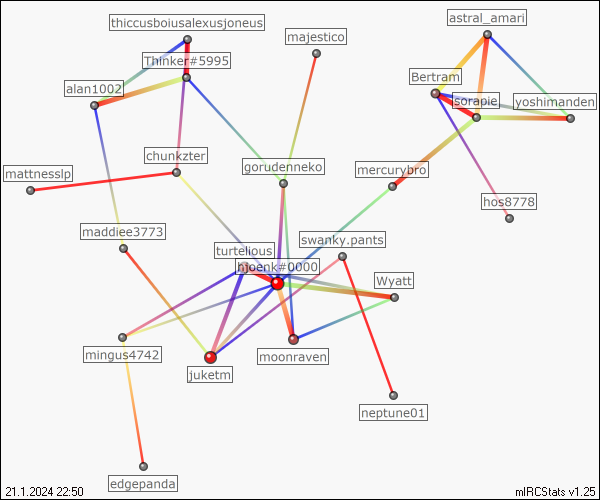 thiccusboiusalexusjoneus
astral_amari
majestico
Thinker#5995
Bertram
alan1002
sorapie
yoshimanden
chunkzter
gorudenneko
mercurybro
mattnesslp
hos8778
maddiee3773
swanky.pants
turtelious
bjoenk#0000
Wyatt
mingus4742
moonraven
juketm
neptune01
edgepanda
21.1.2024 22:50
mIRCStats v1.25